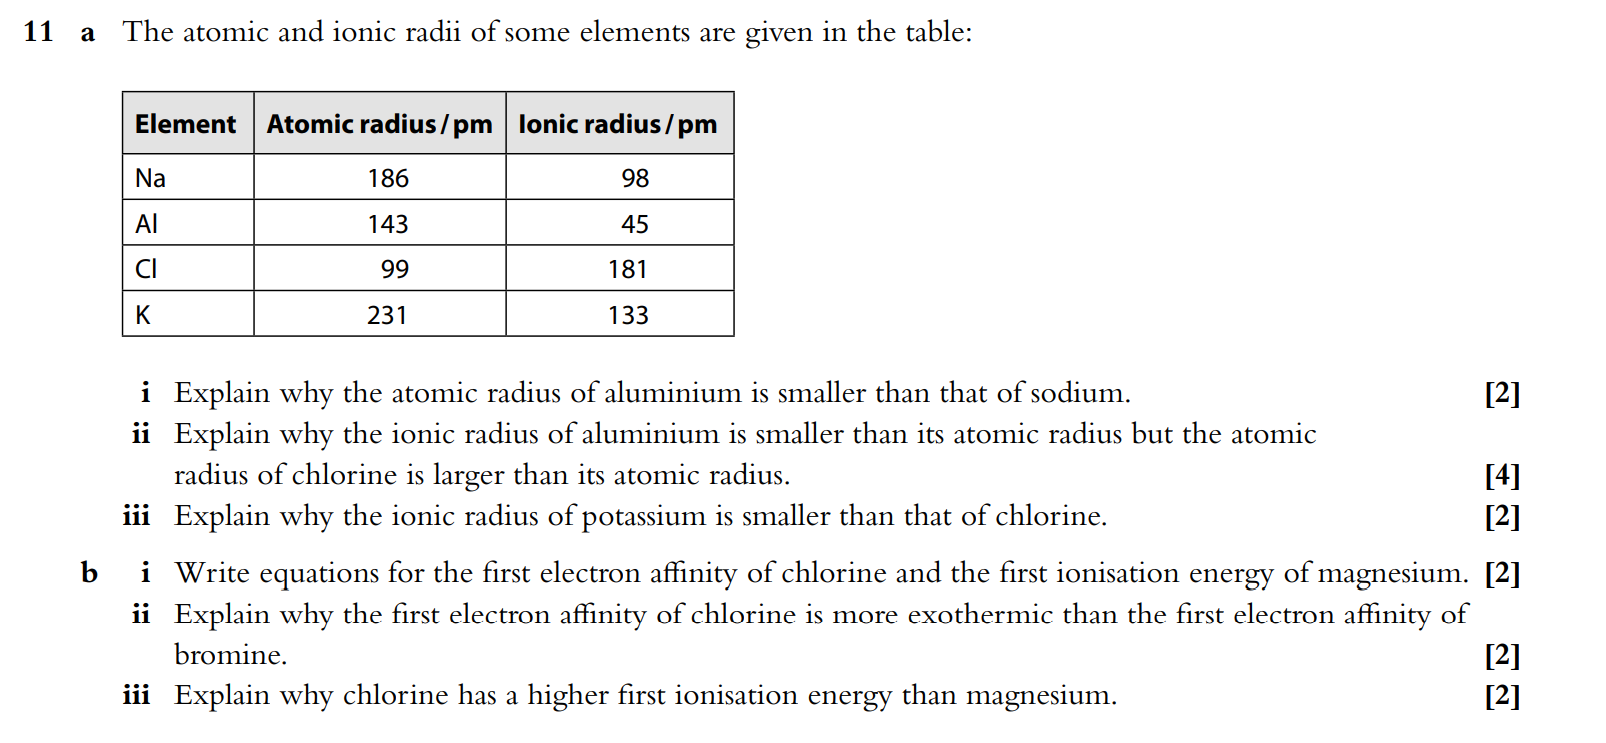 11 a The atomic and ionic radii of some elements are given in the table:
Element Atomic radius / pm Ionic radius / pm
Na 186 98
Al 143 45
Cl 99 181
K 231 133
i Explain why the atomic radius of aluminium is smaller than that of sodium. [2]
ii Explain why the ionic radius of aluminium is smaller than its atomic radius but the atomic
radius of chlorine is larger than its atomic radius. [4]
iii Explain why the ionic radius of potassium is smaller than that of chlorine. [2]
b i Write equations for the first electron affinity of chlorine and the first ionisation energy of magnesium. [2]
ii Explain why the first electron affinity of chlorine is more exothermic than the first electron affinity of
bromine. [2]
iii Explain why chlorine has a higher first ionisation energy than magnesium. [2]